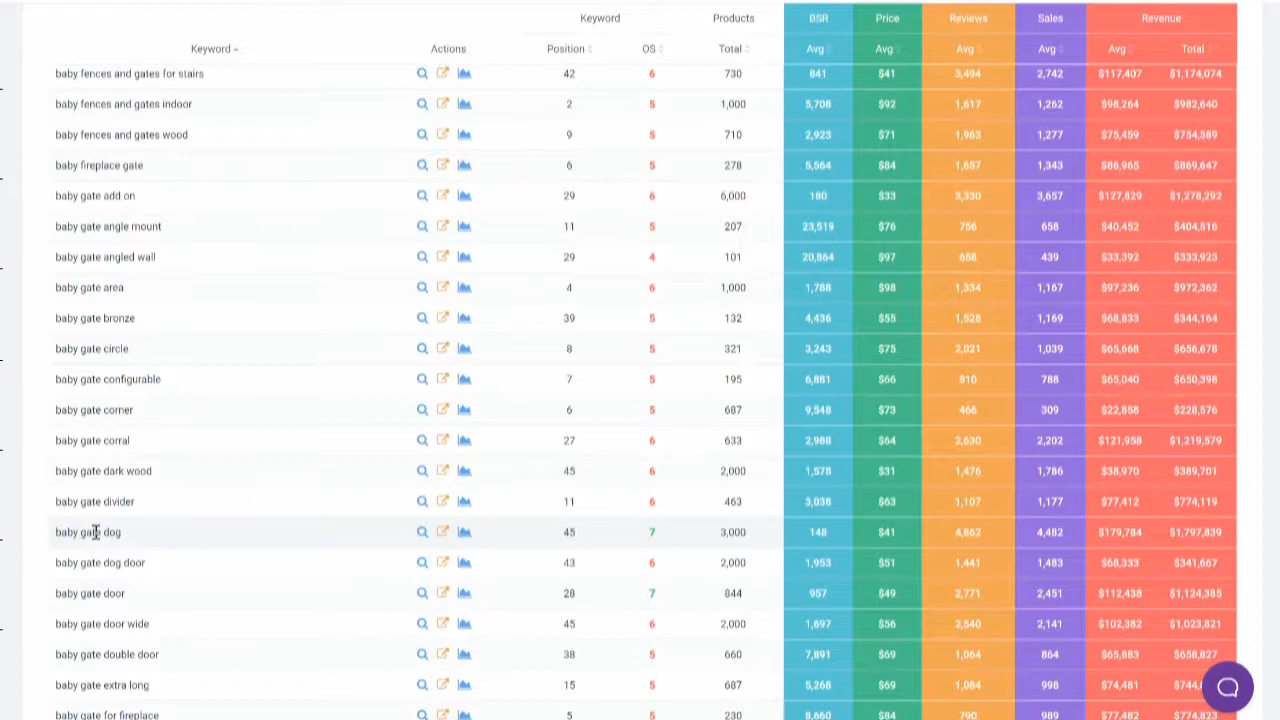 Keyword Products BSR Price Reviews Sales Revenue
Keyword Actions Position OS Total Avg Avg Avg Avg Avg Total
baby fences and gates for stairs 42 6 730 841 $41 3,494 2,742 $117,407 $1,174,074
baby fences and gates indoor 2 5 1,000 5,708 $92 1,617 1,262 $98,264 $982,640
baby fences and gates wood 9 5 710 2,923 $71 1,963 1,277 $75,459 $754,589
baby fireplace gate 6 5 278 5,564 $84 1,657 1,343 $86,965 $869,647
baby gate add on 29 6 6,000 180 $33 3,330 3,657 $127,829 $1,278,292
baby gate angle mount 11 5 207 23,519 $76 756 658 $40,452 $404,516
baby gate angled wall 29 4 101 20,864 $97 658 439 $33,392 $333,923
baby gate area 4 6 1,000 1,788 $98 1,334 1,167 $97,236 $972,362
baby gate bronze 39 5 132 4,436 $55 1,528 1,169 $68,833 $344,164
baby gate circle 8 5 321 3,243 $75 2,021 1,039 $65,668 $656,678
baby gate configurable 7 5 195 6,881 $66 810 788 $65,040 $650,398
baby gate corner 6 5 687 9,548 $73 466 309 $22,858 $228,576
baby gate corral 27 6 633 2,988 $64 2,630 2,202 $121,958 $1,219,579
baby gate dark wood 45 6 2,000 1,578 $31 1,476 1,786 $38,970 $389,701
baby gate divider 11 6 463 3,038 $63 1,107 1,177 $77,412 $774,119
baby gate dog 45 7 3,000 148 $41 4,862 4,482 $179,784 $1,797,839
baby gate dog door 43 6 2,000 1,953 $51 1,441 1,483 $68,333 $341,667
baby gate door 28 7 844 957 $49 2,771 2,451 $112,438 $1,124,385
baby gate door wide 45 6 2,000 1,697 $56 2,540 2,141 $102,382 $1,023,821
baby gate double door 38 5 660 7,891 $69 1,064 864 $65,883 $658,827
baby gate extra long 15 5 687 5,268 $69 1,084 998 $74,481 $744,
baby gate for fireplace 5 5 230 8,660 $84 790 989 $77,482 $774,823